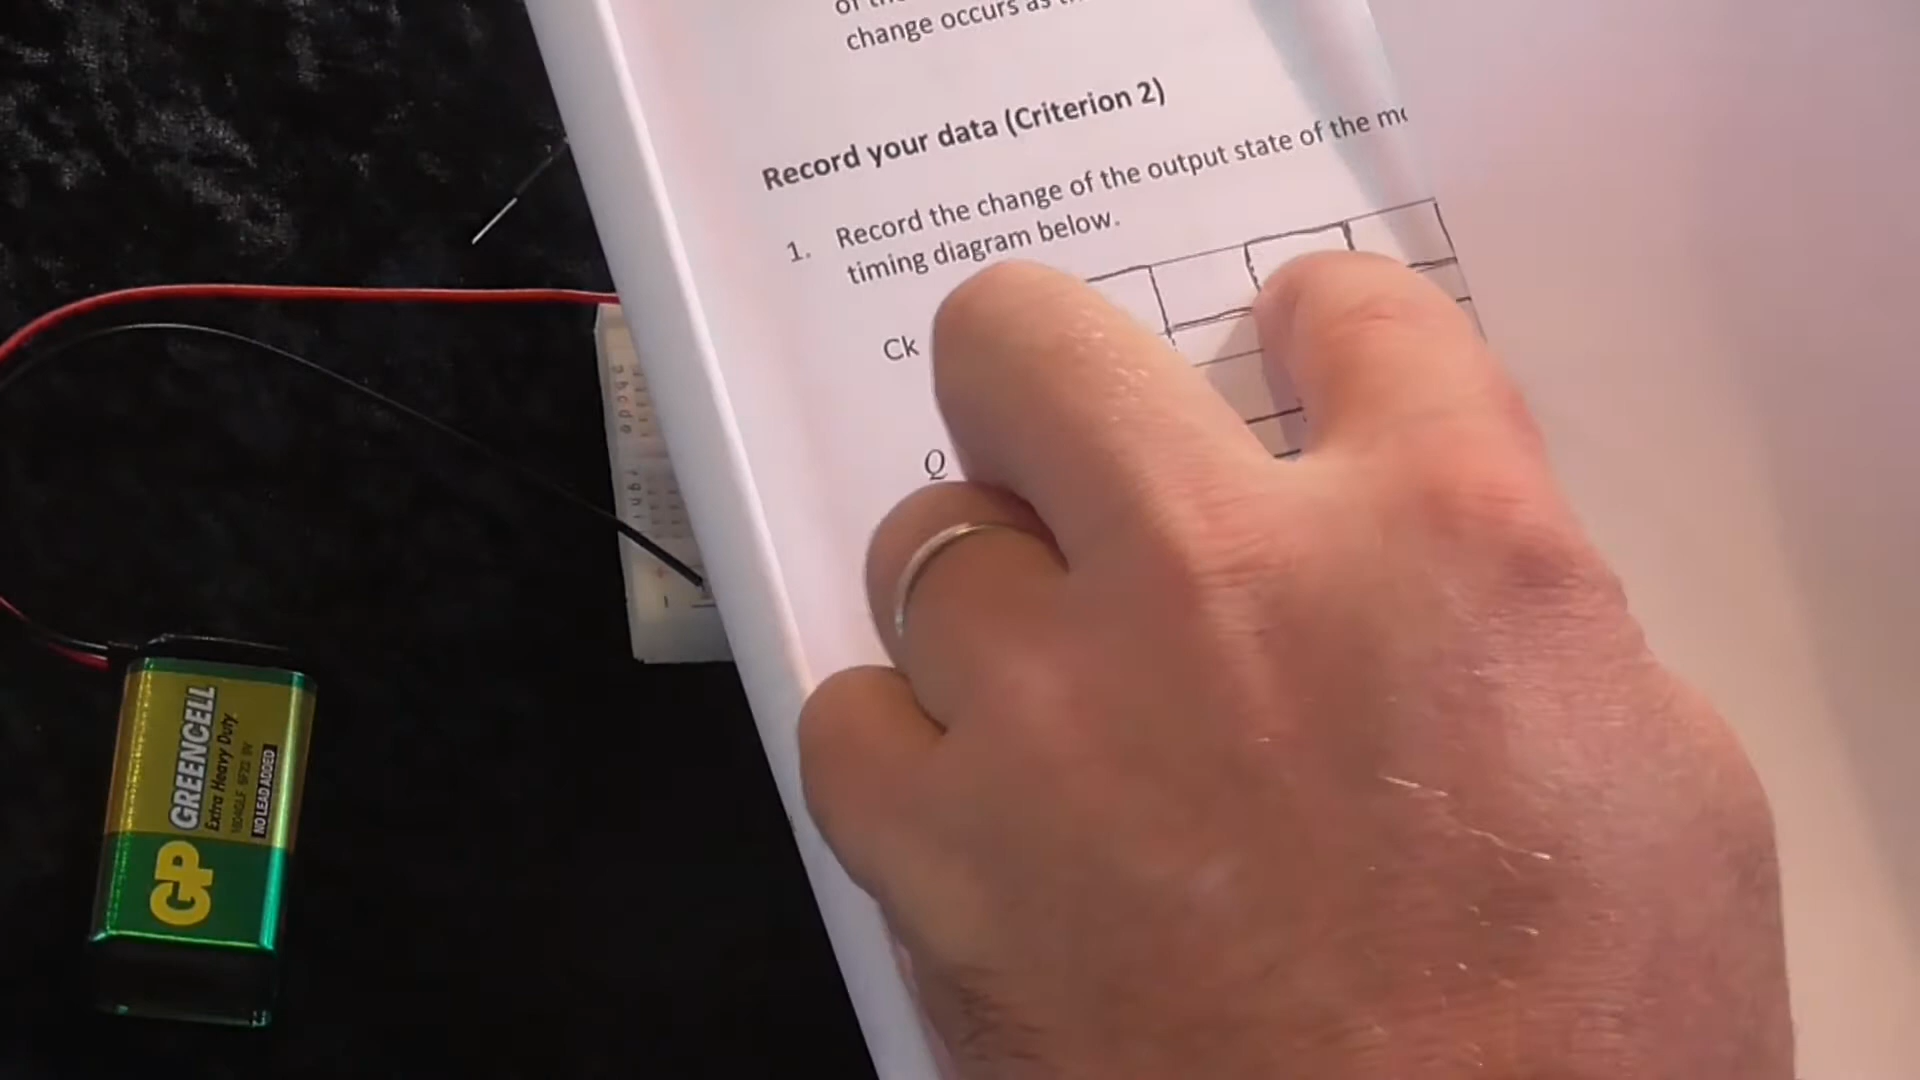 change occurs as
Record your data (Criterion 2)
1. Record the change of the output state of the
timing diagram below.
Ck
Q
GP GREENCELL
Extra Heavy Duty
NO LEAD ADDED